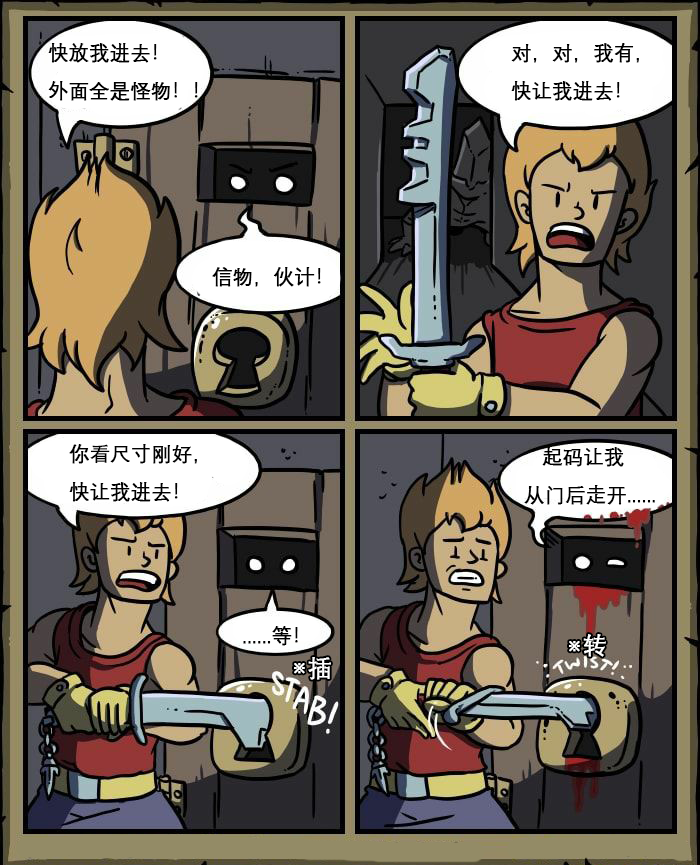 快放我进去！
外面全是怪物！！
信物，伙计！
对，对，我有，
快让我进去！
你看尺寸刚好，
快让我进去！
……等！
※插
STAB!
起码让我
从门后走开……
※转
TWIST!